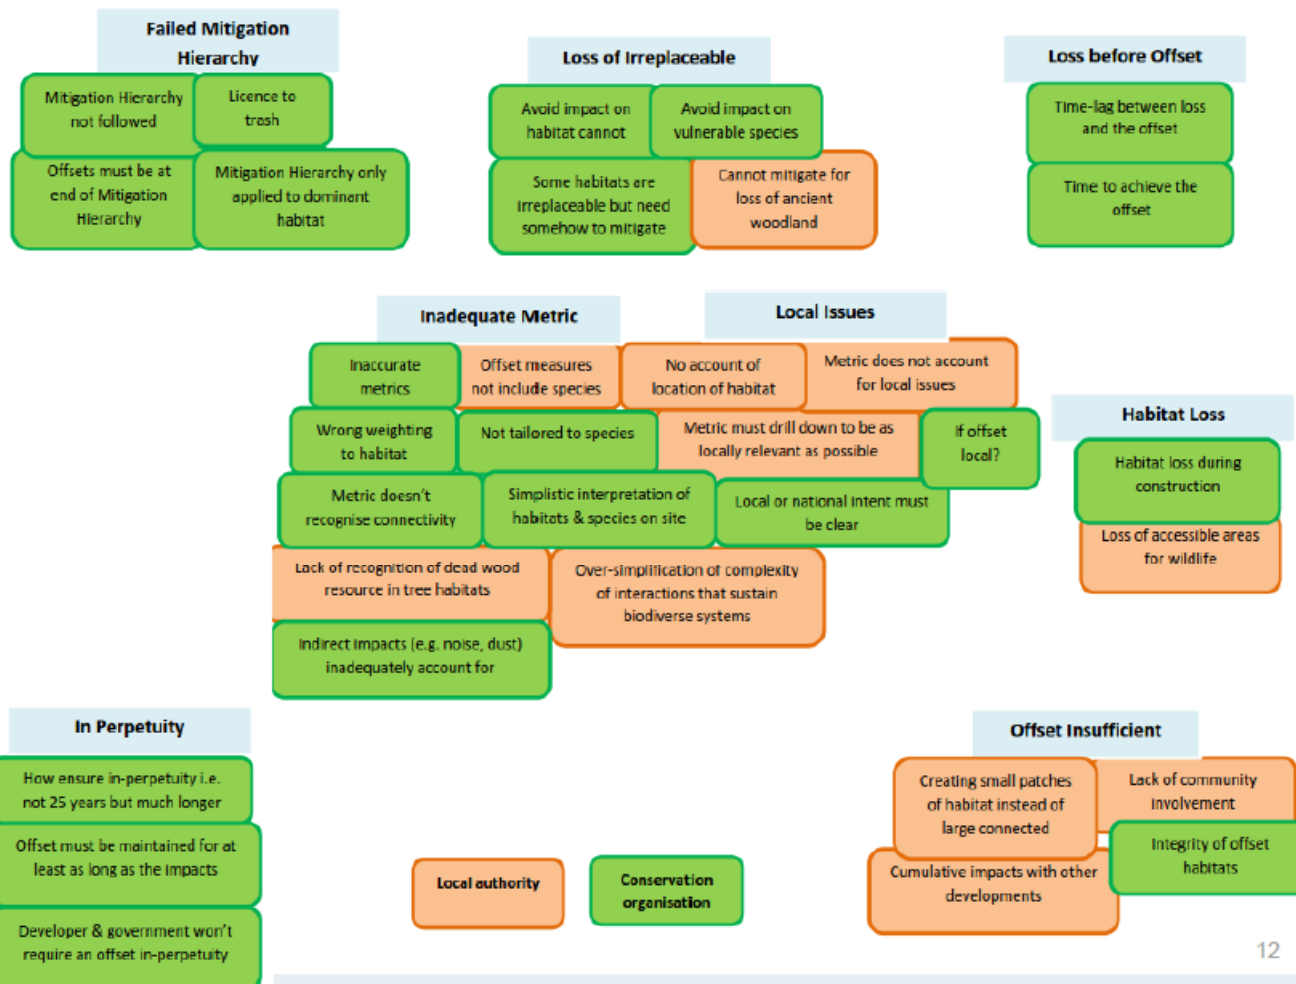 Failed Mitigation
Hierarchy
Mitigation Hierarchy
not followed
Licence to
trash
Offsets must be at
end of Mitigation
Hierarchy
Mitigation Hierarchy only
applied to dominant
habitat
Loss of Irreplaceable
Avoid impact on
habitat cannot
Avoid impact on
vulnerable species
Some habitats are
irreplaceable but need
somehow to mitigate
Cannot mitigate for
loss of ancient
woodland
Loss before Offset
Time-lag between loss
and the offset
Time to achieve the
offset
Inadequate Metric
Inaccurate
metrics
Offset measures
not include species
Wrong weighting
to habitat
Not tailored to species
Metric doesn't
recognise connectivity
Simplistic interpretation of
habitats & species on site
Lack of recognition of dead wood
resource in tree habitats
Over-simplification of complexity
of interactions that sustain
biodiverse systems
Indirect impacts (e.g. noise, dust)
inadequately account for
Local Issues
No account of
location of habitat
Metric does not account
for local issues
Metric must drill down to be as
locally relevant as possible
If offset
local?
Local or national intent must
be clear
Habitat Loss
Habitat loss during
construction
Loss of accessible areas
for wildlife
In Perpetuity
How ensure in-perpetuity i.e.
not 25 years but much longer
Offset must be maintained for at
least as long as the impacts
Developer & government won't
require an offset in-perpetuity
Local authority
Conservation
organisation
Offset Insufficient
Creating small patches
of habitat instead of
large connected
Lack of community
involvement
Cumulative impacts with other
developments
Integrity of offset
habitats
12